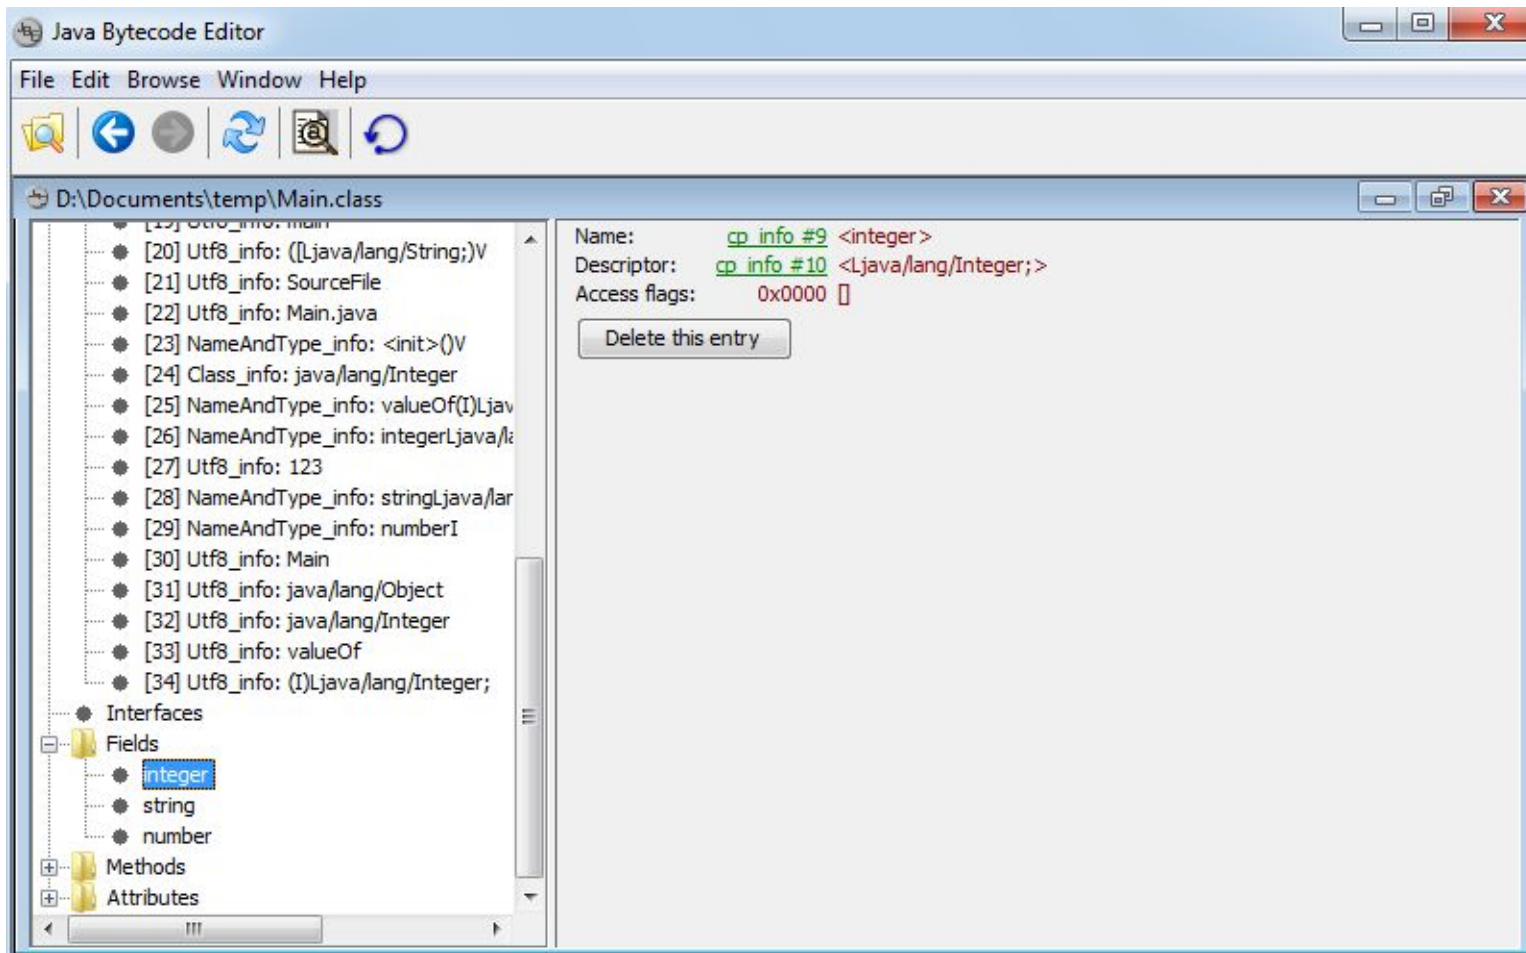 Java Bytecode Editor
File Edit Browse Window Help
D:\Documents\temp\Main.class
[19] Utf8_info: main
[20] Utf8_info: ([Ljava/lang/String;)V
[21] Utf8_info: SourceFile
[22] Utf8_info: Main.java
[23] NameAndType_info: <init>()V
[24] Class_info: java/lang/Integer
[25] NameAndType_info: valueOf(I)Ljav
[26] NameAndType_info: integerLjava/la
[27] Utf8_info: 123
[28] NameAndType_info: stringLjava/lan
[29] NameAndType_info: numberI
[30] Utf8_info: Main
[31] Utf8_info: java/lang/Object
[32] Utf8_info: java/lang/Integer
[33] Utf8_info: valueOf
[34] Utf8_info: (I)Ljava/lang/Integer;
Interfaces
Fields
integer
string
number
Methods
Attributes
Name: cp_info #9 <integer>
Descriptor: cp_info #10 <Ljava/lang/Integer;>
Access flags: 0x0000 []
Delete this entry